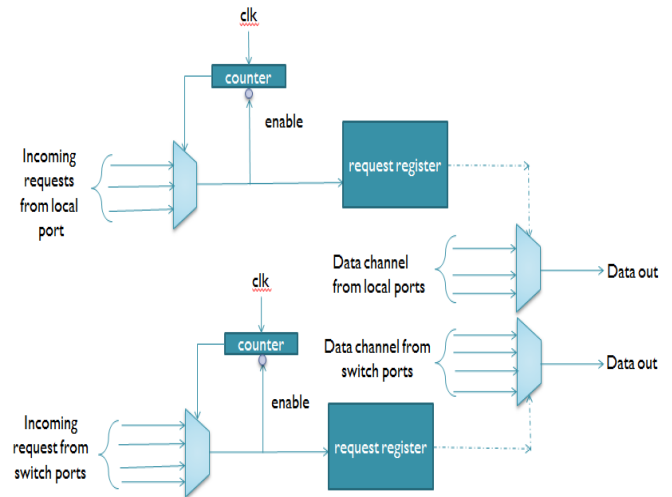 clk
counter
enable
Incoming
requests
from local
port
request register
Data channel
from local ports
Data out
clk
counter
Data channel from
switch ports
Data out
enable
Incoming
request from
switch ports
request register